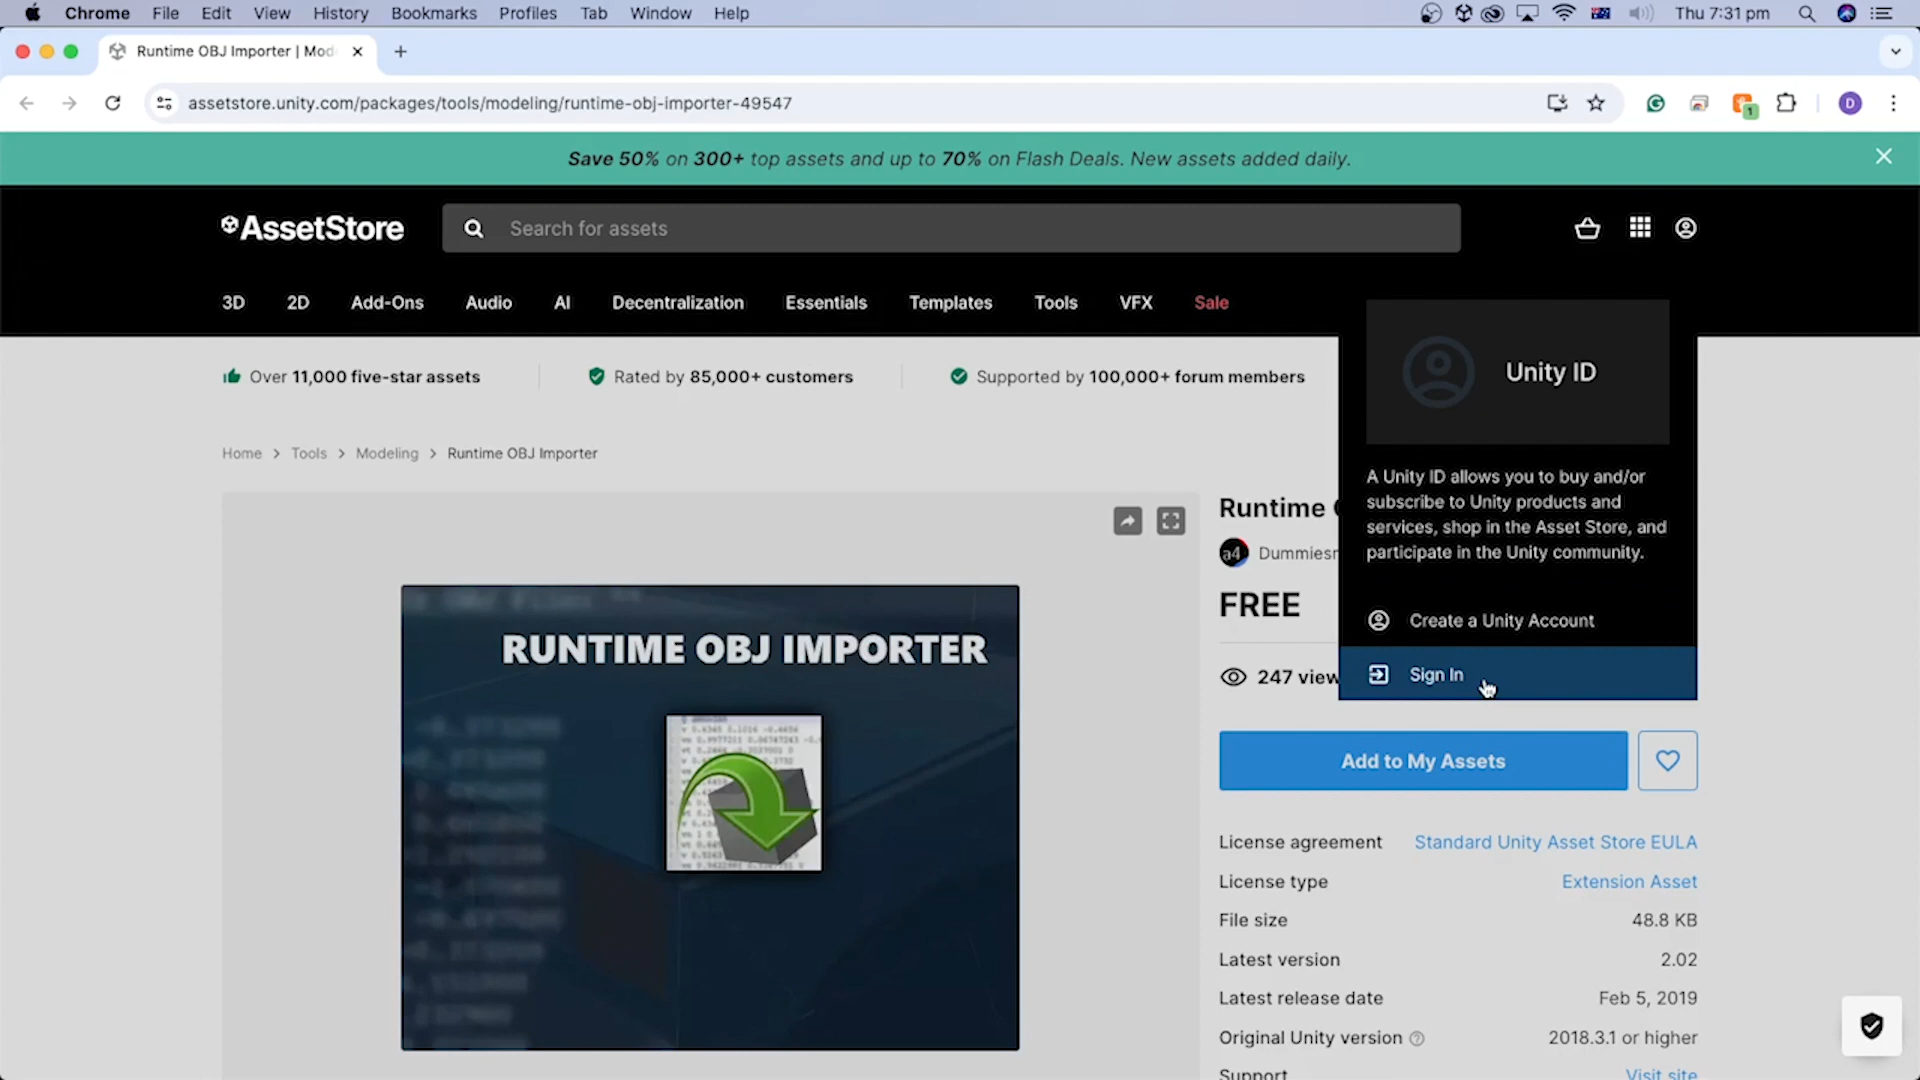 Chrome File Edit View History Bookmarks Profiles Tab Window Help Thu 7:31 pm
Runtime OBJ Importer | Mod
assetstore.unity.com/packages/tools/modeling/runtime-obj-importer-49547
1
D
Save 50% on 300+ top assets and up to 70% on Flash Deals. New assets added daily.
AssetStore
Search for assets
3D 2D Add-Ons Audio AI Decentralization Essentials Templates Tools VFX Sale
Over 11,000 five-star assets
Rated by 85,000+ customers
Supported by 100,000+ forum members
Unity ID
A Unity ID allows you to buy and/or
subscribe to Unity products and
services, shop in the Asset Store, and
participate in the Unity community.
Create a Unity Account
Sign In
Home > Tools > Modeling > Runtime OBJ Importer
RUNTIME OBJ IMPORTER
Runtime
a4
Dummiesm
FREE
247 view
Add to My Assets
License agreement Standard Unity Asset Store EULA
License type Extension Asset
File size 48.8 KB
Latest version 2.02
Latest release date Feb 5, 2019
Original Unity version 2018.3.1 or higher
Support Visit site